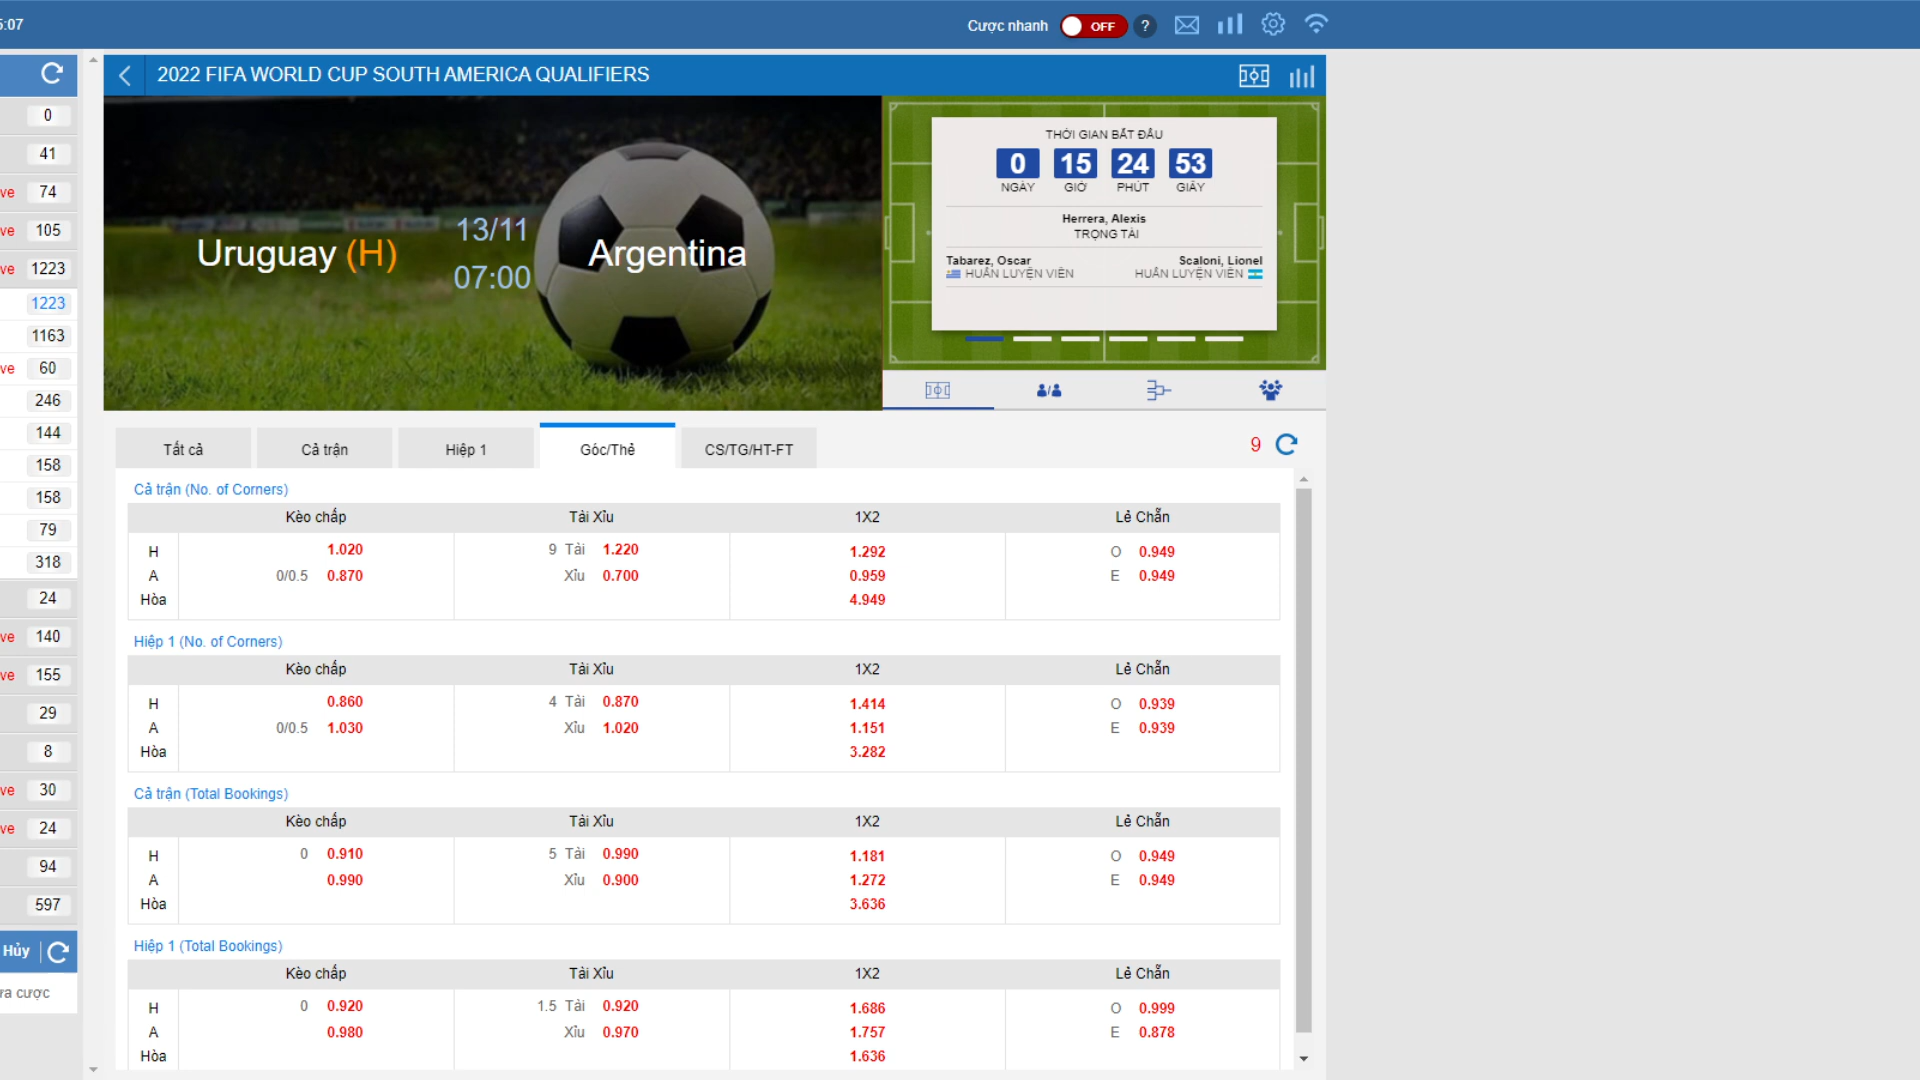 5:07
Cược nhanh OFF ?
2022 FIFA WORLD CUP SOUTH AMERICA QUALIFIERS
0
41
ve 74
ve 105
ve 1223
1223
1163
ve 60
246
144
158
158
79
318
24
ve 140
ve 155
29
8
ve 30
ve 24
94
597
Hủy
ưa cược
Uruguay (H)
13/11
07:00
Argentina
THỜI GIAN BẮT ĐẦU
0 15 24 53
NGÀY GIỜ PHÚT GIÂY
Herrera, Alexis
TRỌNG TÀI
Tabarez, Oscar Scaloni, Lionel
HUẤN LUYỆN VIÊN HUẤN LUYỆN VIÊN
Tất cả Cả trận Hiệp 1 Góc/Thẻ CS/TG/HT-FT 9
Cả trận (No. of Corners)
Kèo chấp Tài Xỉu 1X2 Lẻ Chẵn
H 1.020 9 Tài 1.220 1.292 O 0.949
A 0/0.5 0.870 Xỉu 0.700 0.959 E 0.949
Hòa 4.949
Hiệp 1 (No. of Corners)
Kèo chấp Tài Xỉu 1X2 Lẻ Chẵn
H 0.860 4 Tài 0.870 1.414 O 0.939
A 0/0.5 1.030 Xỉu 1.020 1.151 E 0.939
Hòa 3.282
Cả trận (Total Bookings)
Kèo chấp Tài Xỉu 1X2 Lẻ Chẵn
H 0 0.910 5 Tài 0.990 1.181 O 0.949
A 0.990 Xỉu 0.900 1.272 E 0.949
Hòa 3.636
Hiệp 1 (Total Bookings)
Kèo chấp Tài Xỉu 1X2 Lẻ Chẵn
H 0 0.920 1.5 Tài 0.920 1.686 O 0.999
A 0.980 Xỉu 0.970 1.757 E 0.878
Hòa 1.636